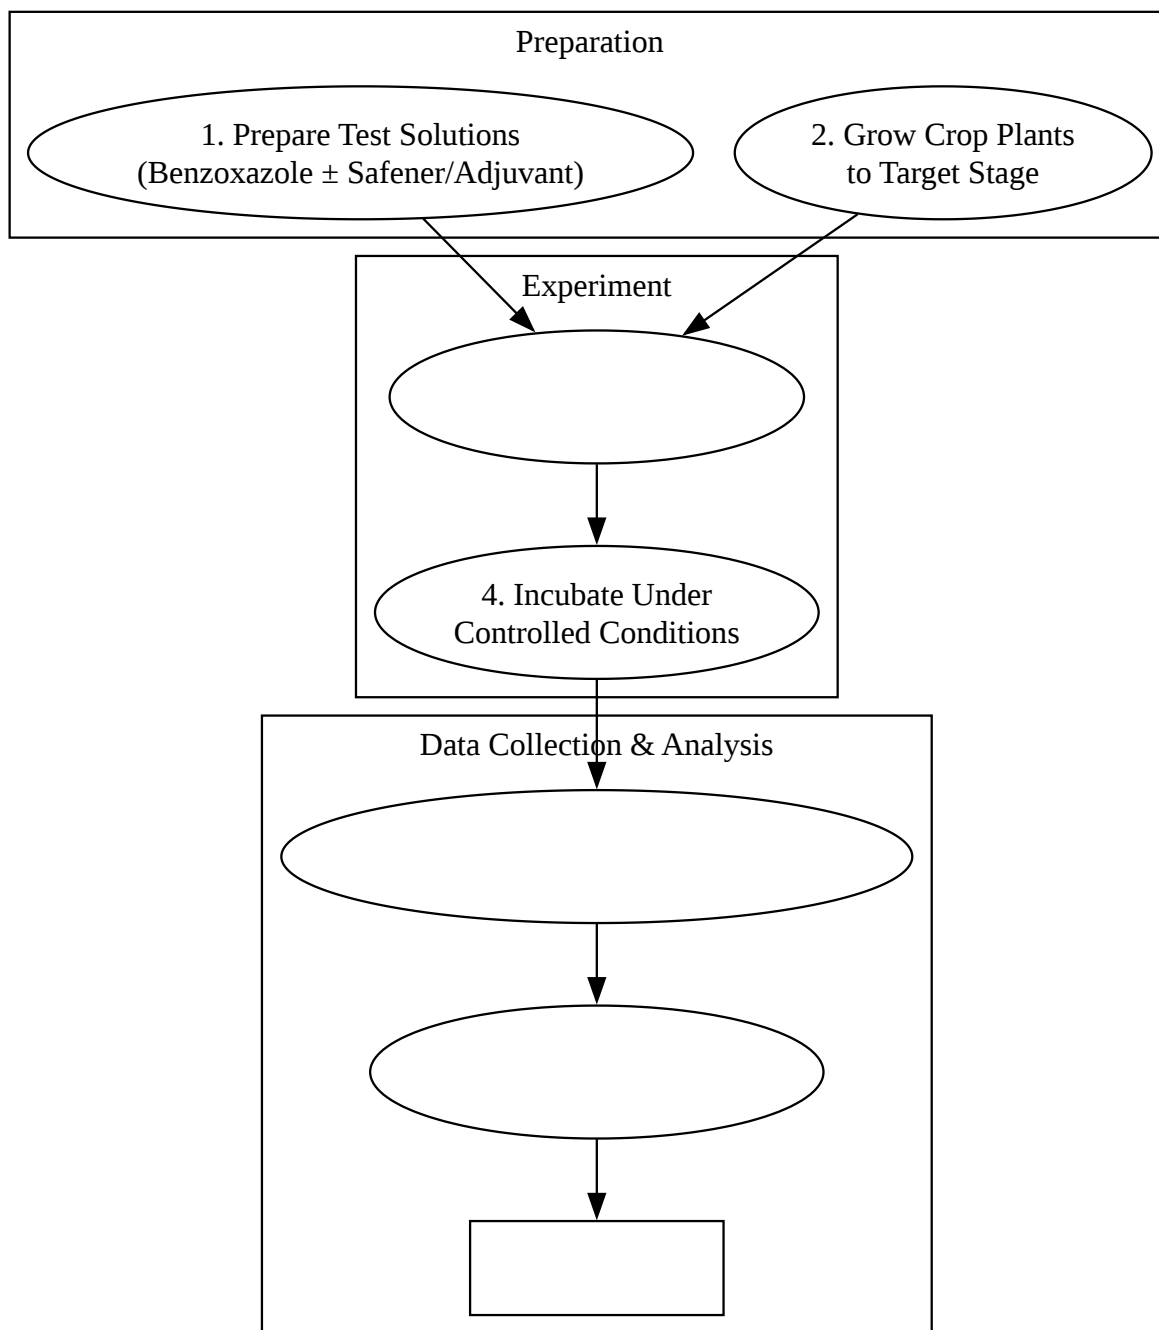 Preparation
1. Prepare Test Solutions
(Benzoxazole ± Safener/Adjuvant)
2. Grow Crop Plants
to Target Stage
Experiment
4. Incubate Under
Controlled Conditions
Data Collection & Analysis